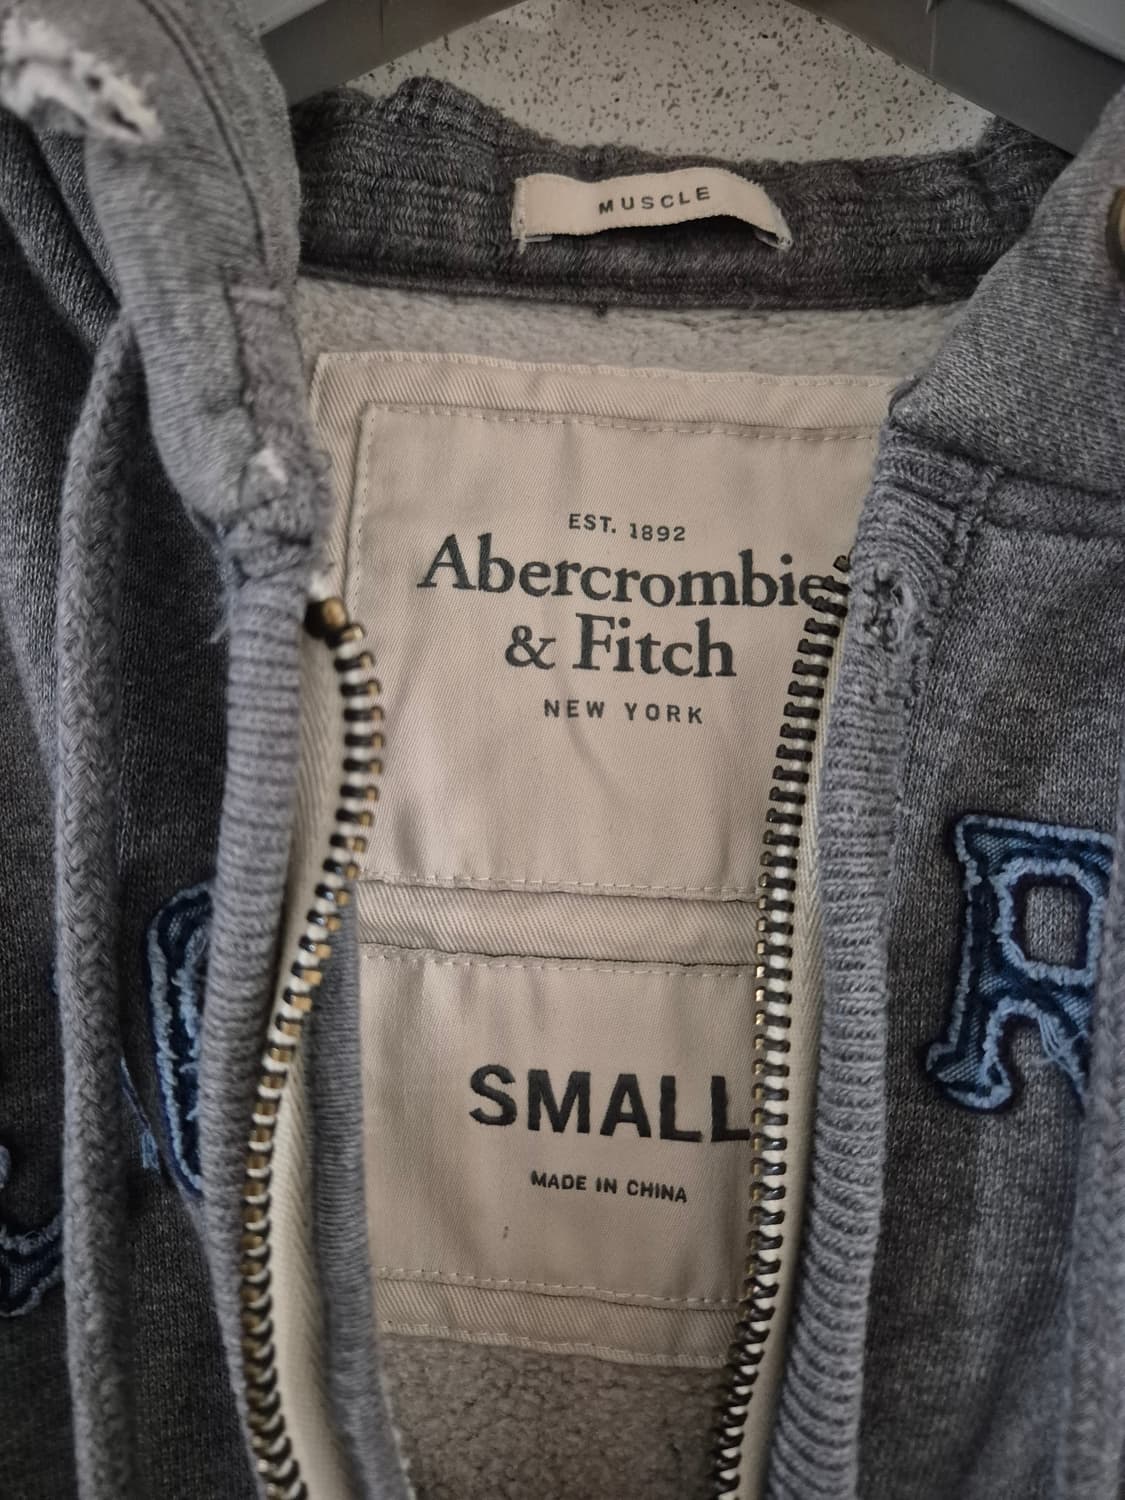 MUSCLE
EST. 1892
Abercrombie
& Fitch
NEW YORK
SMALL
MADE IN CHINA
R